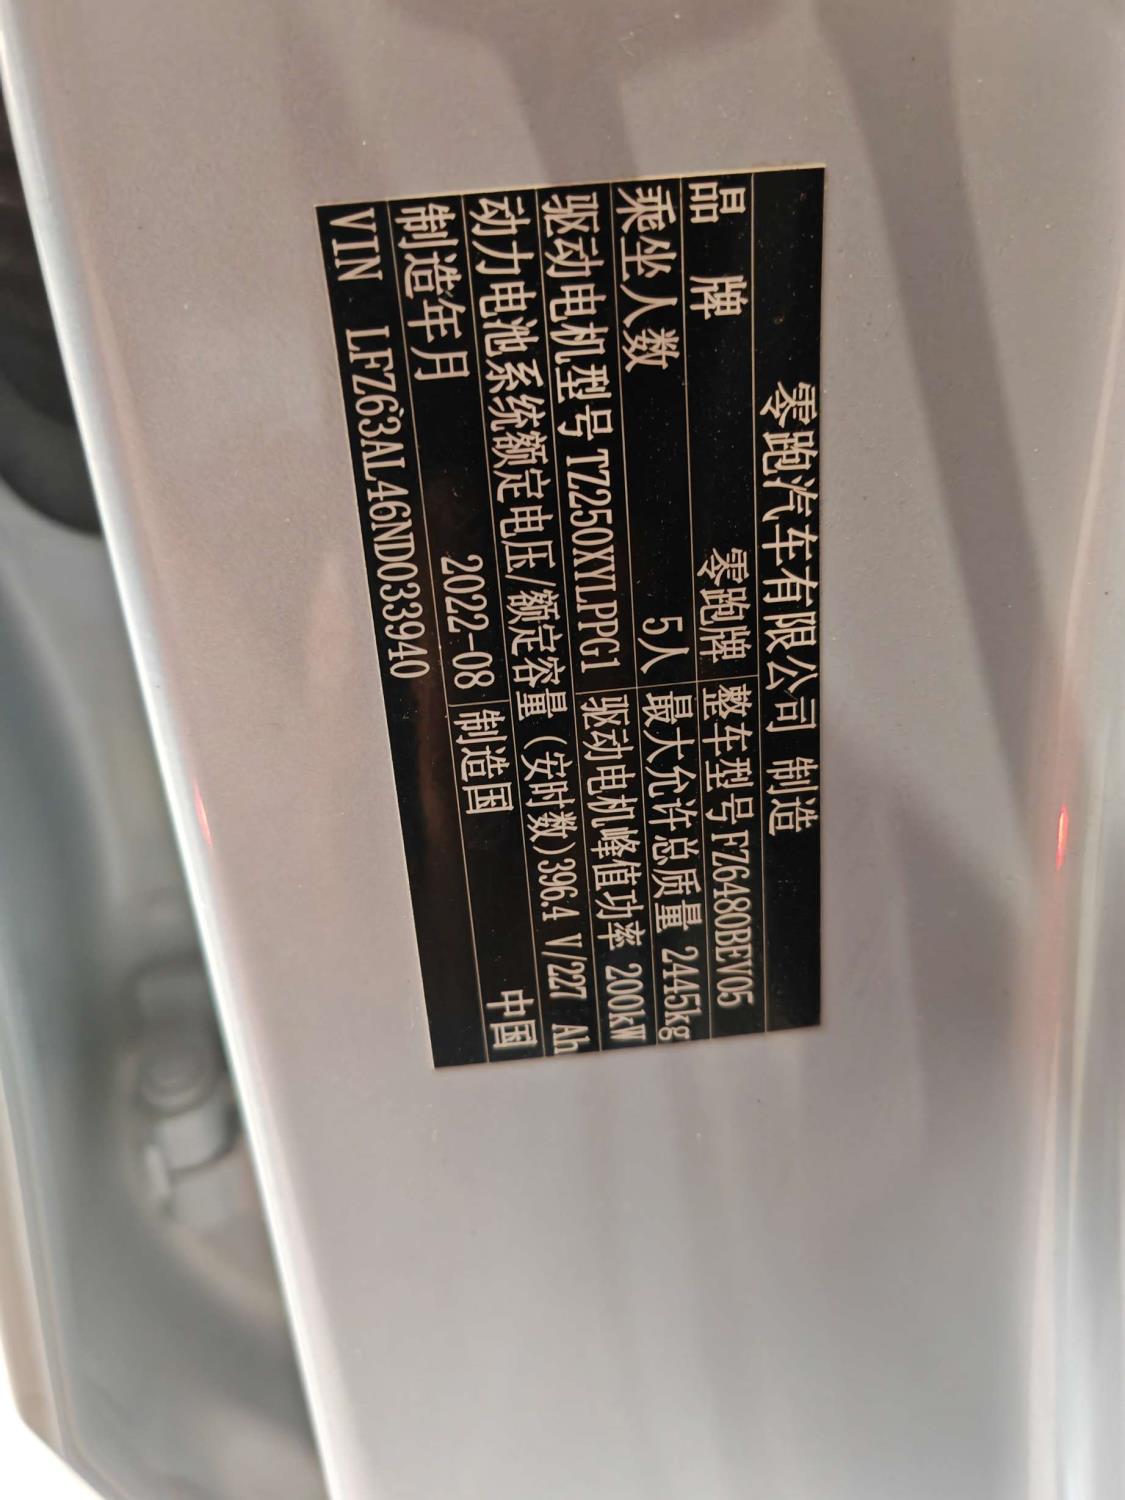 零跑汽车有限公司 制造
品 牌 零跑牌 整车型号 FZ6480BEV05
乘坐人数 5人 最大允许总质量 2445kg
驱动电机型号 TZ250XYLPPG1 驱动电机峰值功率 200kW
动力电池系统额定电压/额定容量(安时数)396.4 V/227 Ah
制造年月 2022-08 制造国 中国
VIN LFZ63AL46ND033940